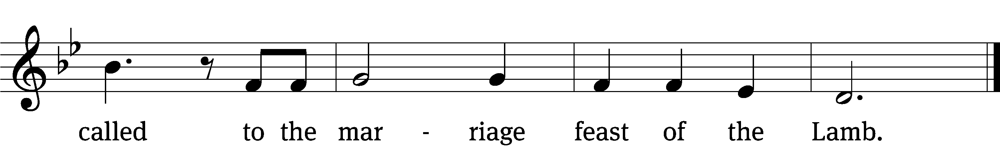 called to the mar - riage feast of the Lamb.